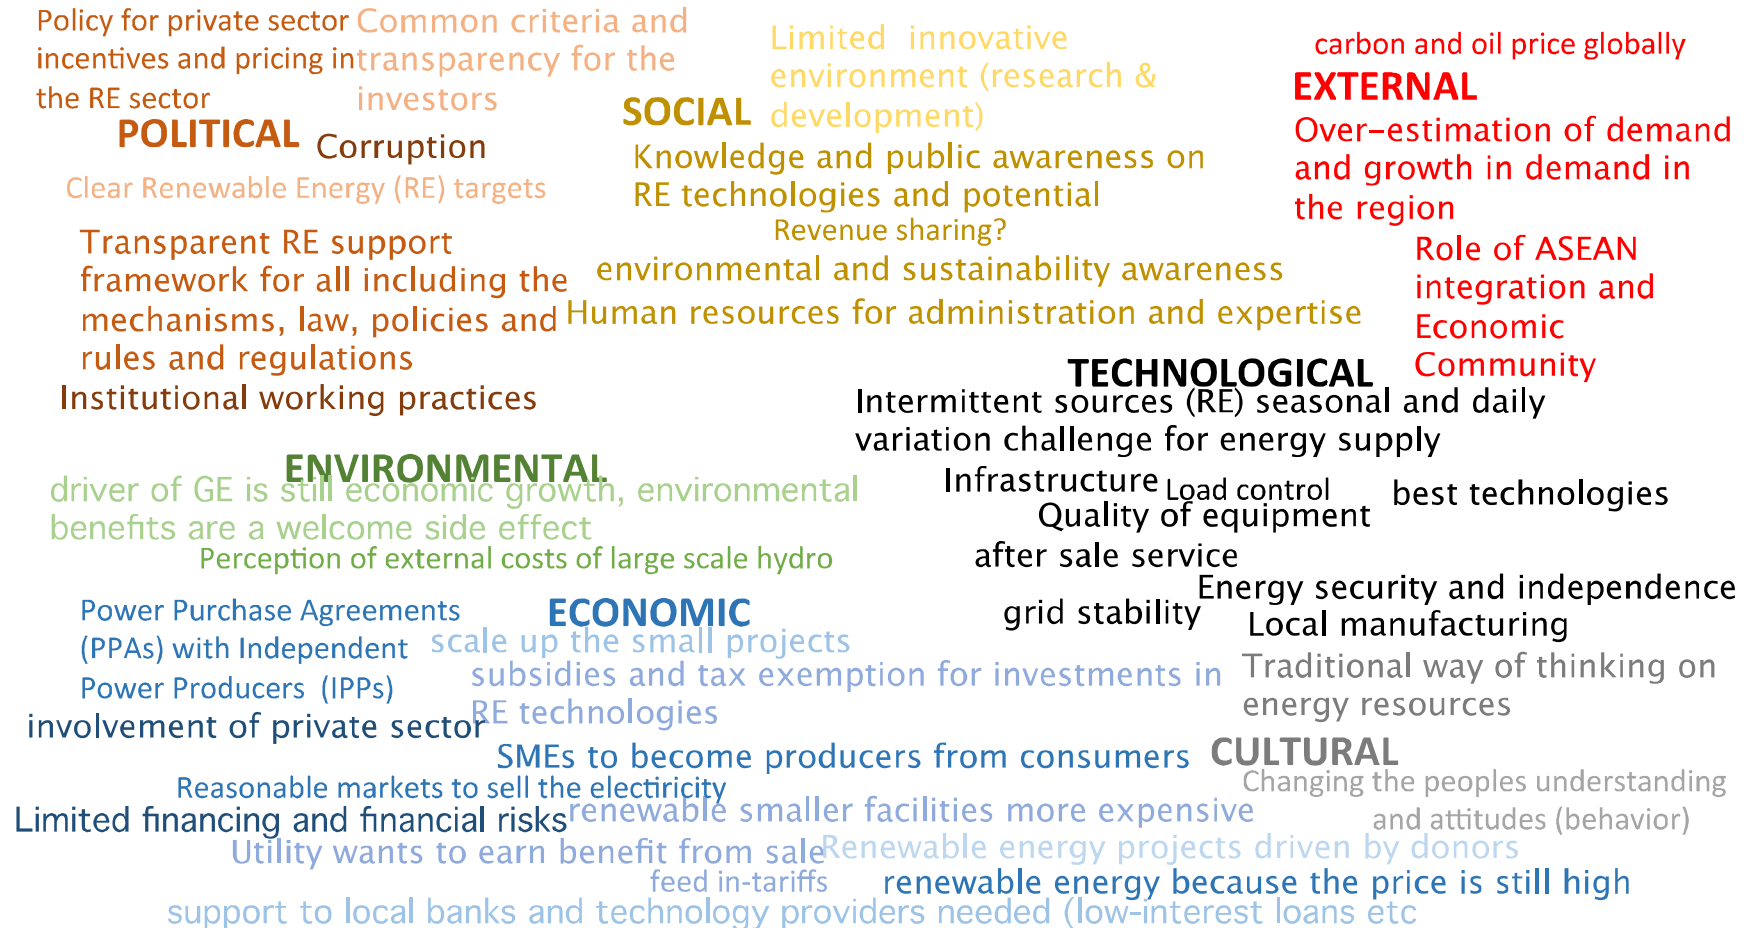 Policy for private sector
incentives and pricing in
the RE sector
Common criteria and
transparency for the
investors
POLITICAL
Corruption
Clear Renewable Energy (RE) targets
Transparent RE support
framework for all including the
mechanisms, law, policies and
rules and regulations
Institutional working practices
Limited innovative
environment (research &
development)
SOCIAL
Knowledge and public awareness on
RE technologies and potential
Revenue sharing?
environmental and sustainability awareness
Human resources for administration and expertise
carbon and oil price globally
EXTERNAL
Over-estimation of demand
and growth in demand in
the region
Role of ASEAN
integration and
Economic
Community
TECHNOLOGICAL
Intermittent sources (RE) seasonal and daily
variation challenge for energy supply
Infrastructure
Load control
best technologies
Quality of equipment
after sale service
Energy security and independence
grid stability
Local manufacturing
ENVIRONMENTAL
driver of GE is still economic growth, environmental
benefits are a welcome side effect
Perception of external costs of large scale hydro
Power Purchase Agreements
(PPAs) with Independent
Power Producers (IPPs)
ECONOMIC
scale up the small projects
subsidies and tax exemption for investments in
RE technologies
involvement of private sector
SMEs to become producers from consumers
Reasonable markets to sell the electiricity
Limited financing and financial risks
renewable smaller facilities more expensive
Utility wants to earn benefit from sale
Renewable energy projects driven by donors
feed in-tariffs
renewable energy because the price is still high
support to local banks and technology providers needed (low-interest loans etc
Traditional way of thinking on
energy resources
CULTURAL
Changing the peoples understanding
and attitudes (behavior)